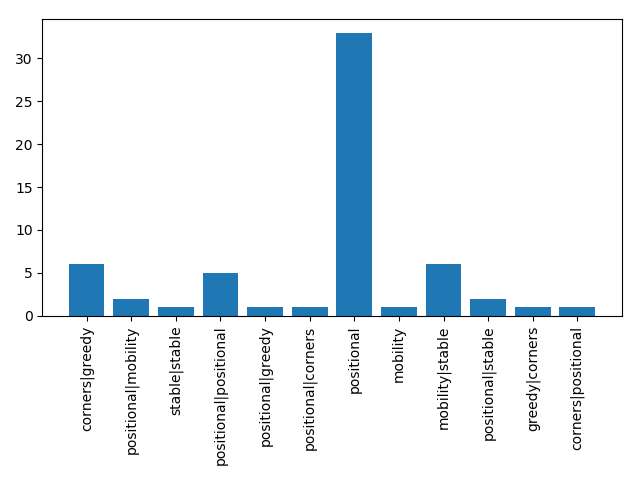 30
25
20
15
10
5
0
corners|greedy
positional|mobility
stable|stable
positional|positional
positional|greedy
positional|corners
positional
mobility
mobility|stable
positional|stable
greedy|corners
corners|positional